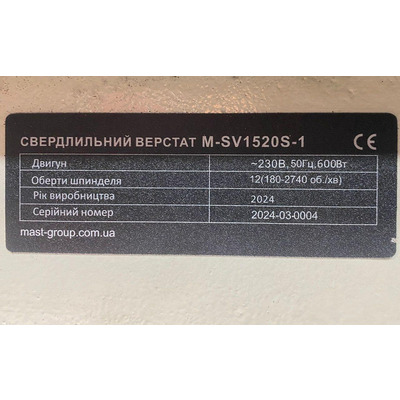 СВЕРДЛИЛЬНИЙ ВЕРСТАТ M-SV1520S-1 CE
Двигун ~230В,50Гц,600Вт
Оберти шпинделя 12(180-2740 об./хв)
Рік виробництва 2024
Серійний номер 2024-03-0004
mast-group.com.ua